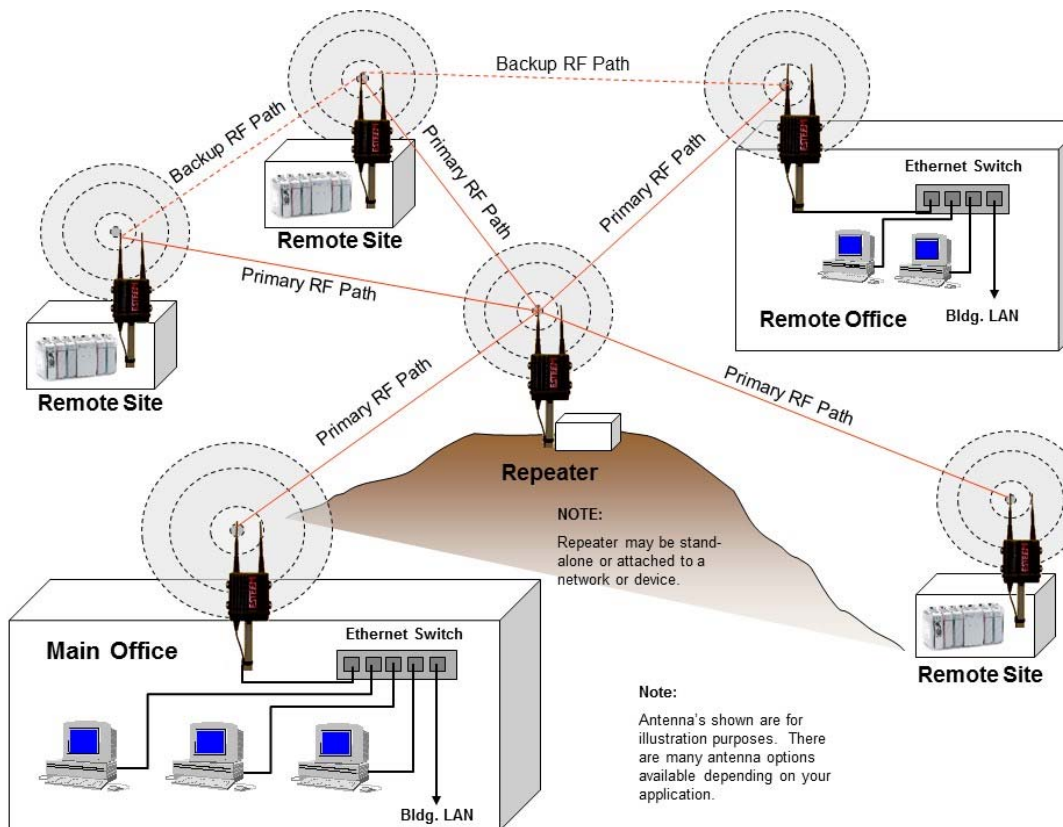 Backup RF Path
Backup RF Path
Primary RF Path
Primary RF Path
Ethernet Switch
Remote Site
Primary RF Path
Remote Office
Bldg. LAN
Remote Site
Primary RF Path
Primary RF Path
Repeater
NOTE:
Repeater may be stand-
alone or attached to a
network or device.
Main Office
Ethernet Switch
Bldg. LAN
Remote Site
Note:
Antenna's shown are for
illustration purposes. There
are many antenna options
available depending on your
application.